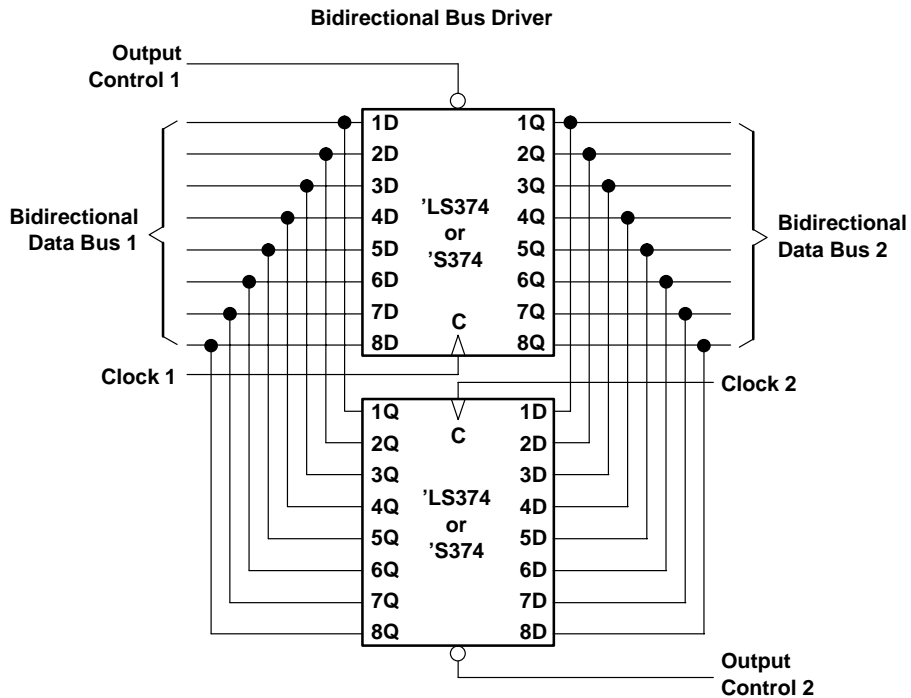 Bidirectional Bus Driver
Output
Control 1
1D
2D
3D
4D
5D
6D
7D
8D
’LS374
or
’S374
C
1Q
2Q
3Q
4Q
5Q
6Q
7Q
8Q
Bidirectional
Data Bus 1
Bidirectional
Data Bus 2
Clock 1
Clock 2
1Q
2Q
3Q
4Q
5Q
6Q
7Q
8Q
C
’LS374
or
’S374
1D
2D
3D
4D
5D
6D
7D
8D
Output
Control 2